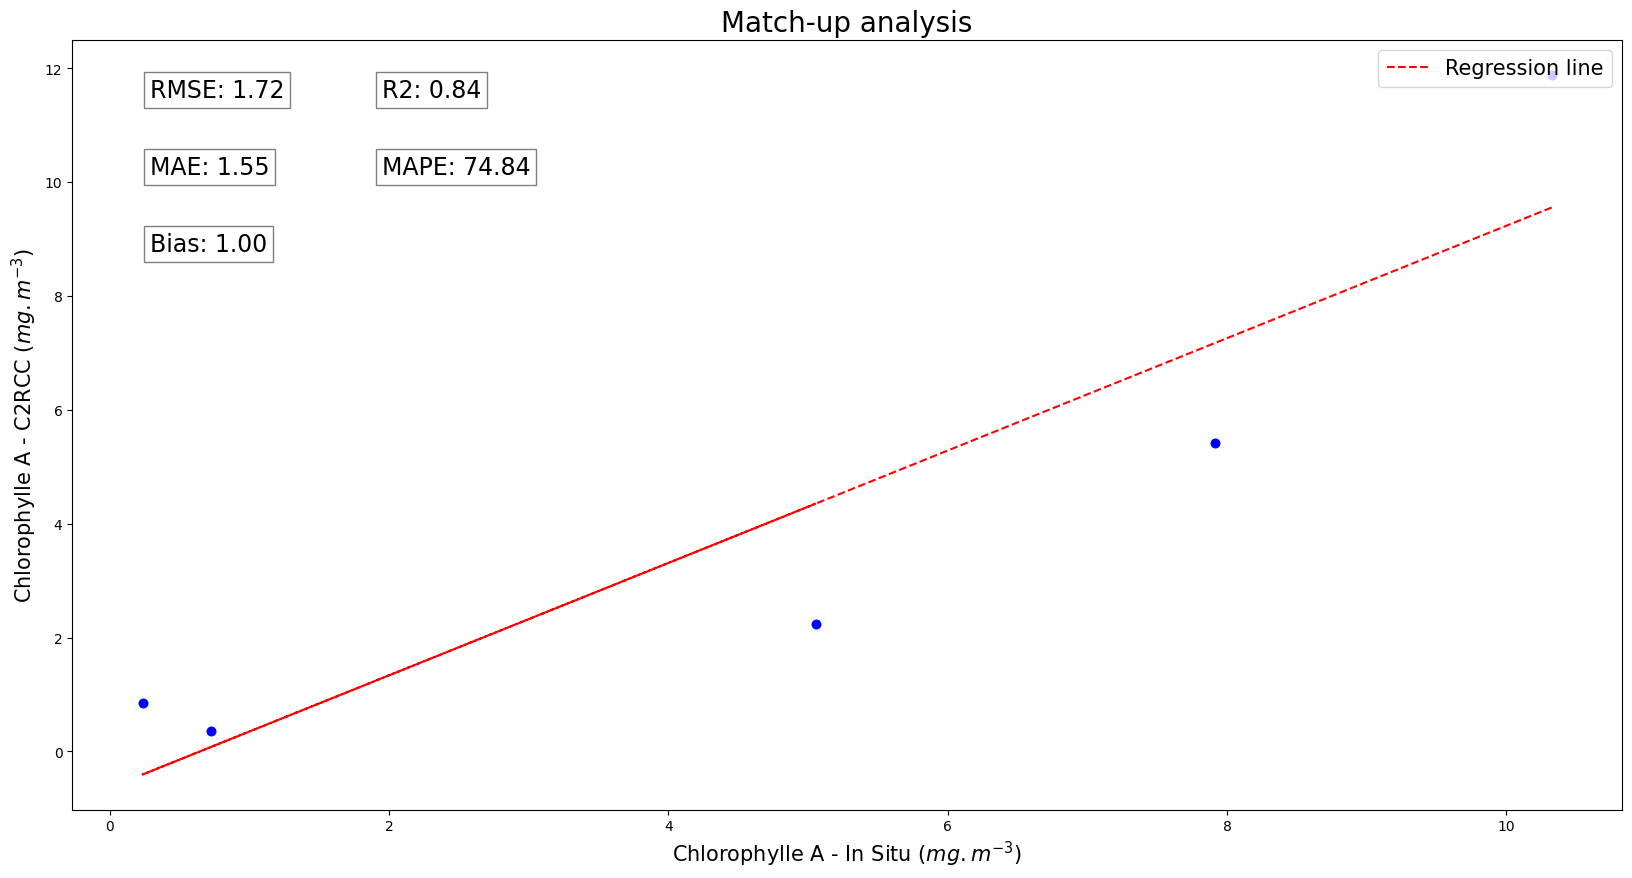 Match-up analysis
RMSE: 1.72
R2: 0.84
MAE: 1.55
MAPE: 74.84
Bias: 1.00
Regression line
Chlorophylle A - C2RCC (mg.m⁻³)
12
10
8
6
4
2
0
0 2 4 6 8 10
Chlorophylle A - In Situ (mg.m⁻³)